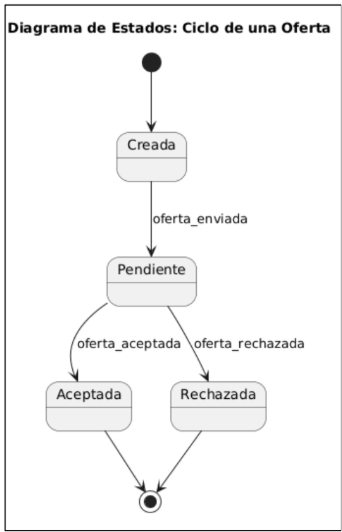 Diagrama de Estados: Ciclo de una Oferta
Creada
oferta_enviada
Pendiente
oferta_aceptada
oferta_rechazada
Aceptada
Rechazada